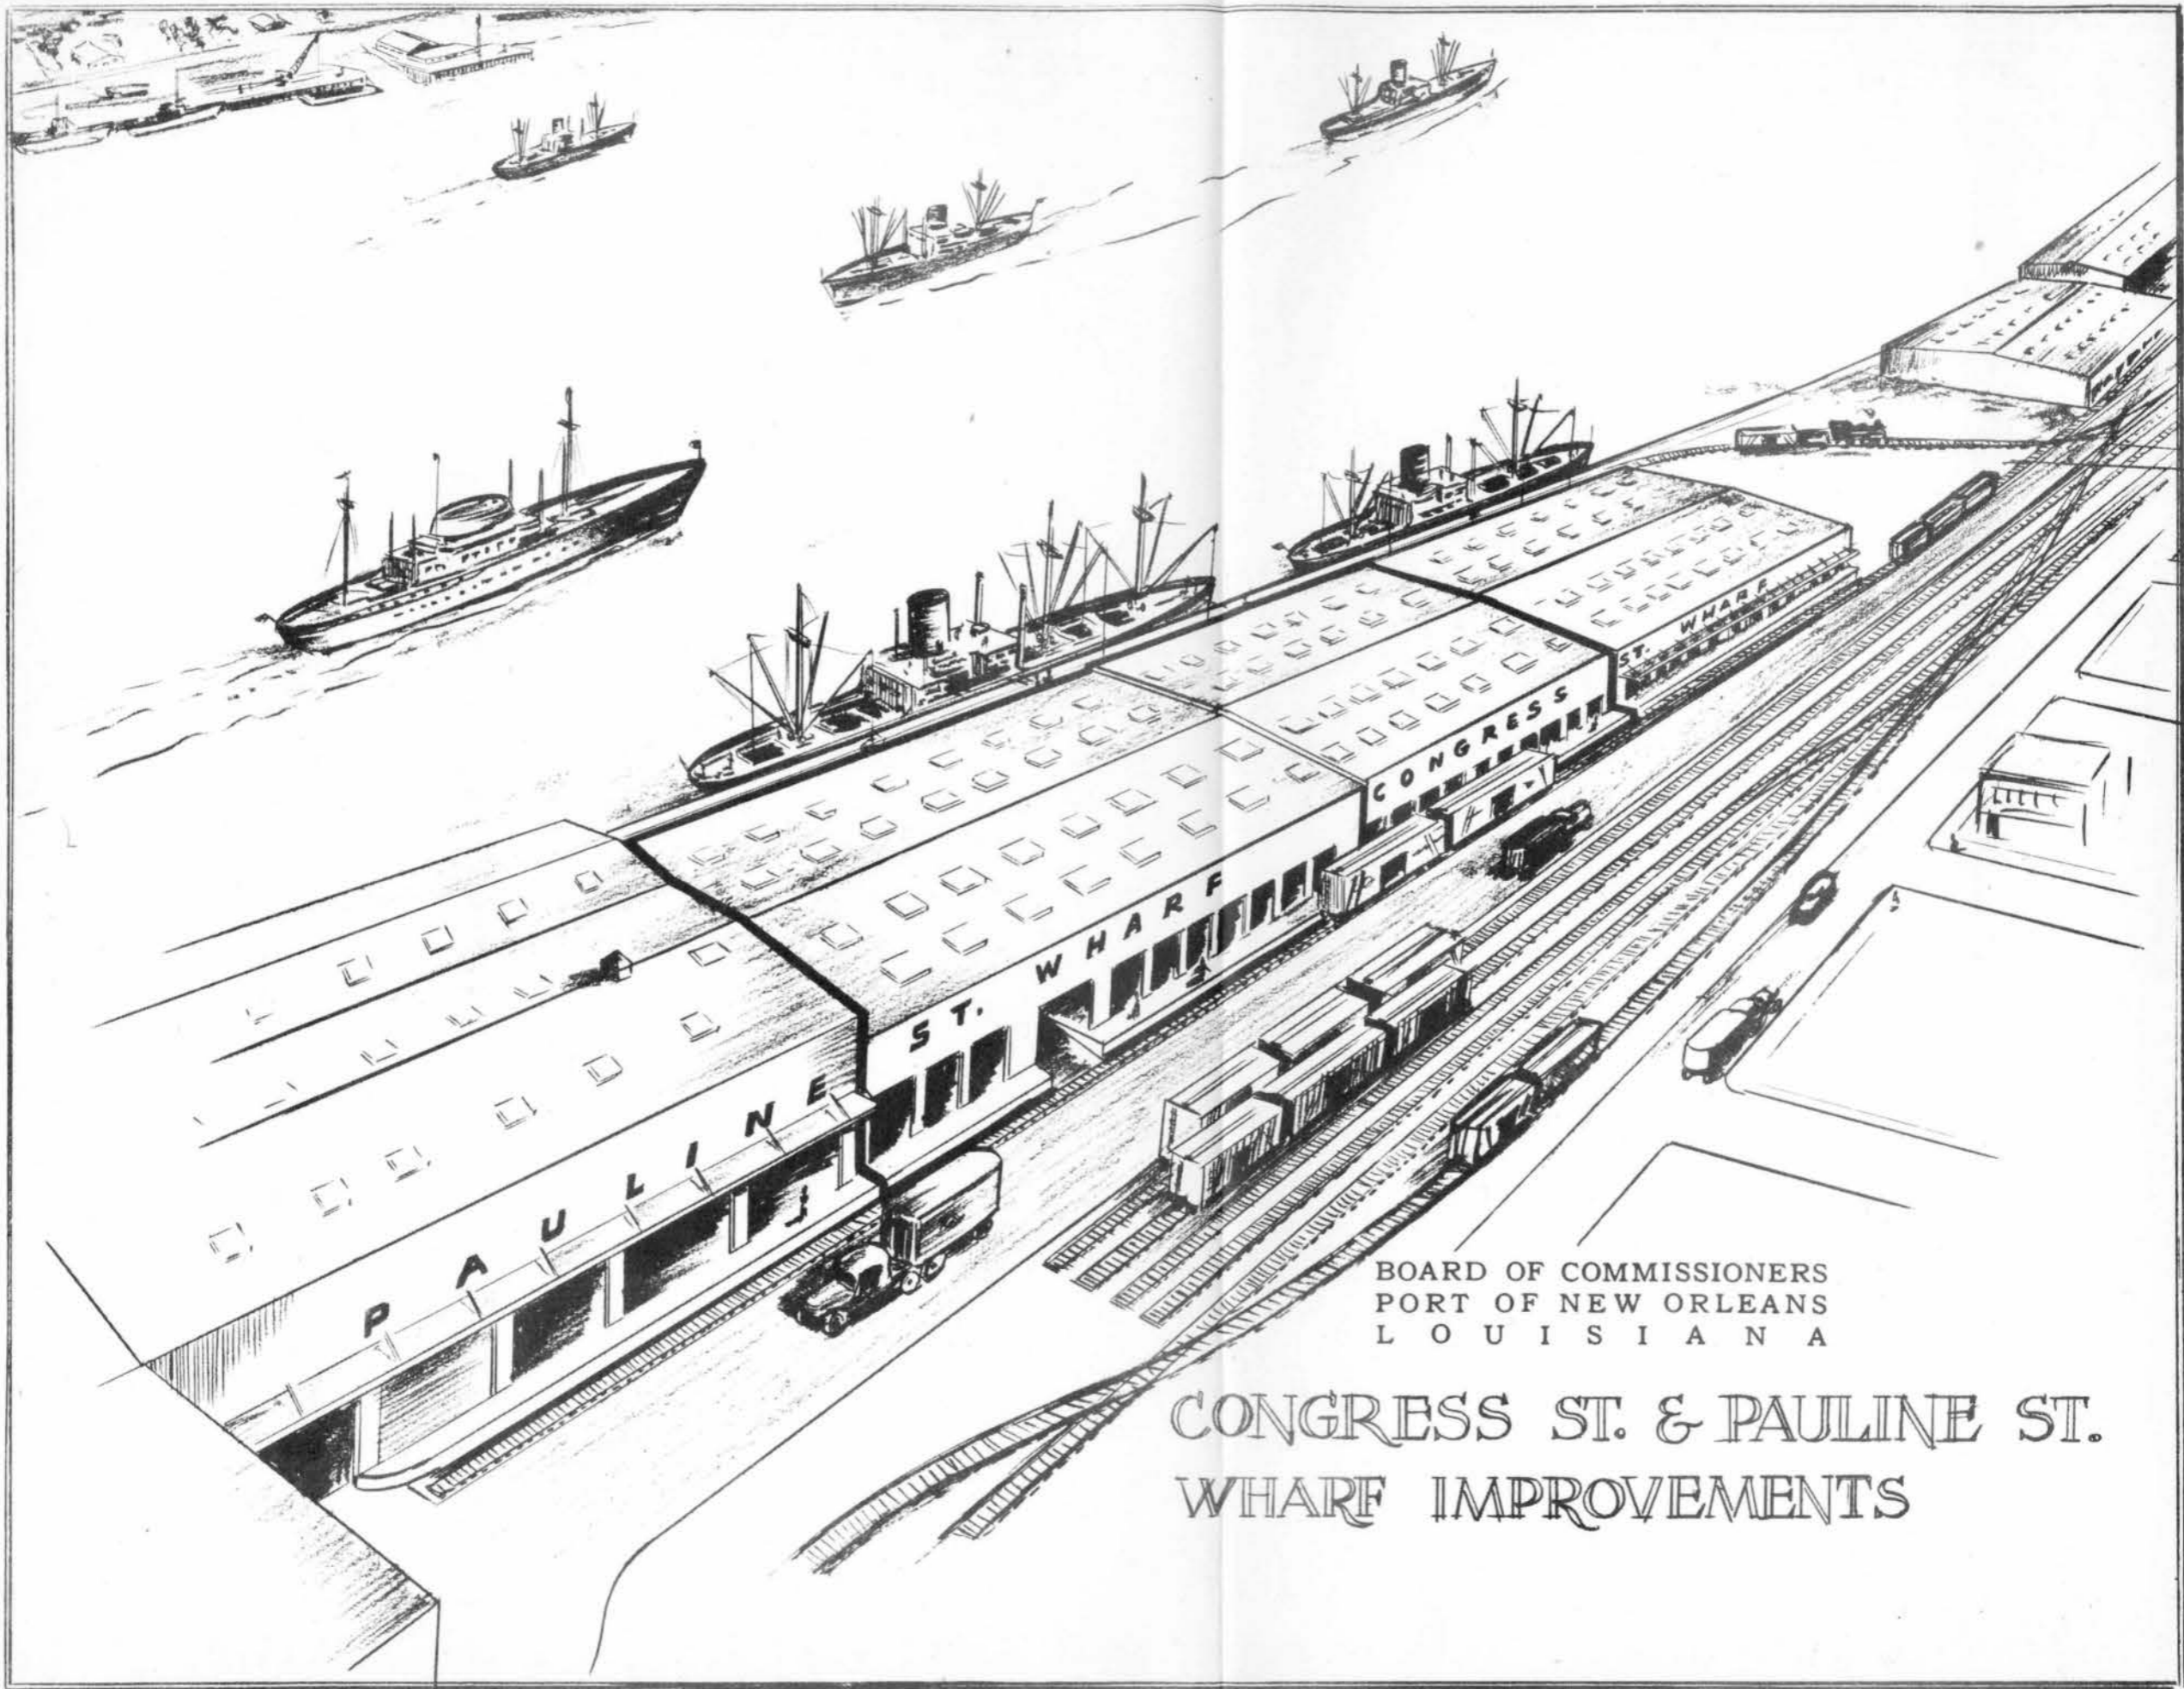 ST. WHARF
CONGRESS
ST. WHARF
PAULINE
BOARD OF COMMISSIONERS
PORT OF NEW ORLEANS
LOUISIANA
CONGRESS ST. & PAULINE ST.
WHARF IMPROVEMENTS